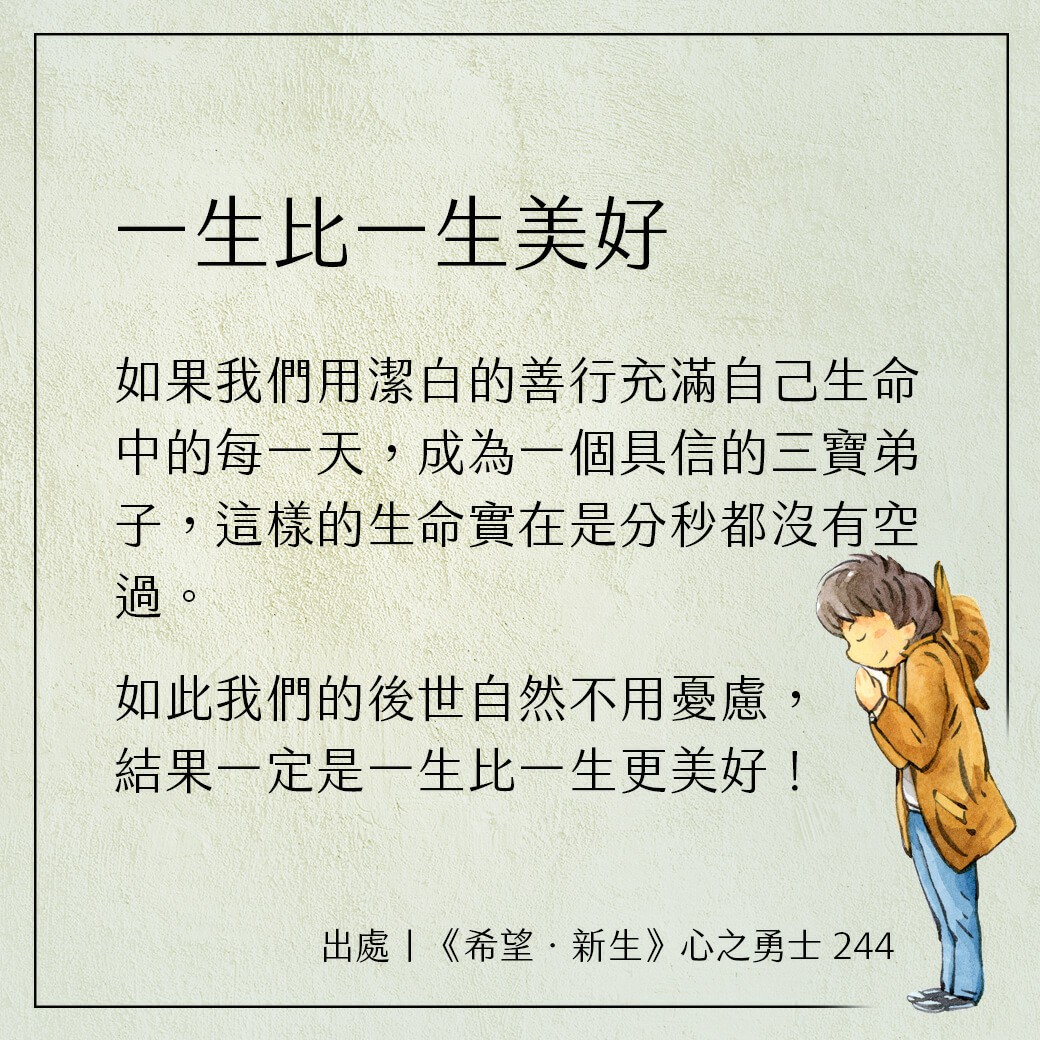 一生比一生美好
如果我們用潔白的善行充滿自己生命
中的每一天，成為一個具信的三寶弟
子，這樣的生命實在是分秒都沒有空
過。
如此我們的後世自然不用憂慮，
結果一定是一生比一生更美好！
出處｜《希望．新生》心之勇士 244